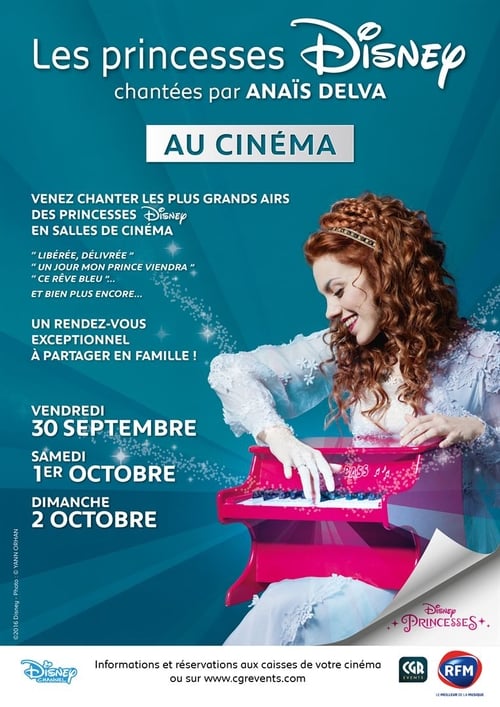 Les princesses Disney
chantées par ANAÏS DELVA
AU CINÉMA
VENEZ CHANTER LES PLUS GRANDS AIRS
DES PRINCESSES Disney
EN SALLES DE CINÉMA
" LIBÉRÉE, DÉLIVRÉE "
" UN JOUR MON PRINCE VIENDRA "
" CE RÊVE BLEU "...
ET BIEN PLUS ENCORE...
UN RENDEZ-VOUS
EXCEPTIONNEL
À PARTAGER EN FAMILLE !
VENDREDI
30 SEPTEMBRE
SAMEDI
1ER OCTOBRE
DIMANCHE
2 OCTOBRE
©2016 Disney - Photo : © YANN ORHAN
Disney
PRINCESSES
Disney
CHANNEL
Informations et réservations aux caisses de votre cinéma
ou sur www.cgrevents.com
CGR
EVENTS
RFM
LE MEILLEUR DE LA MUSIQUE